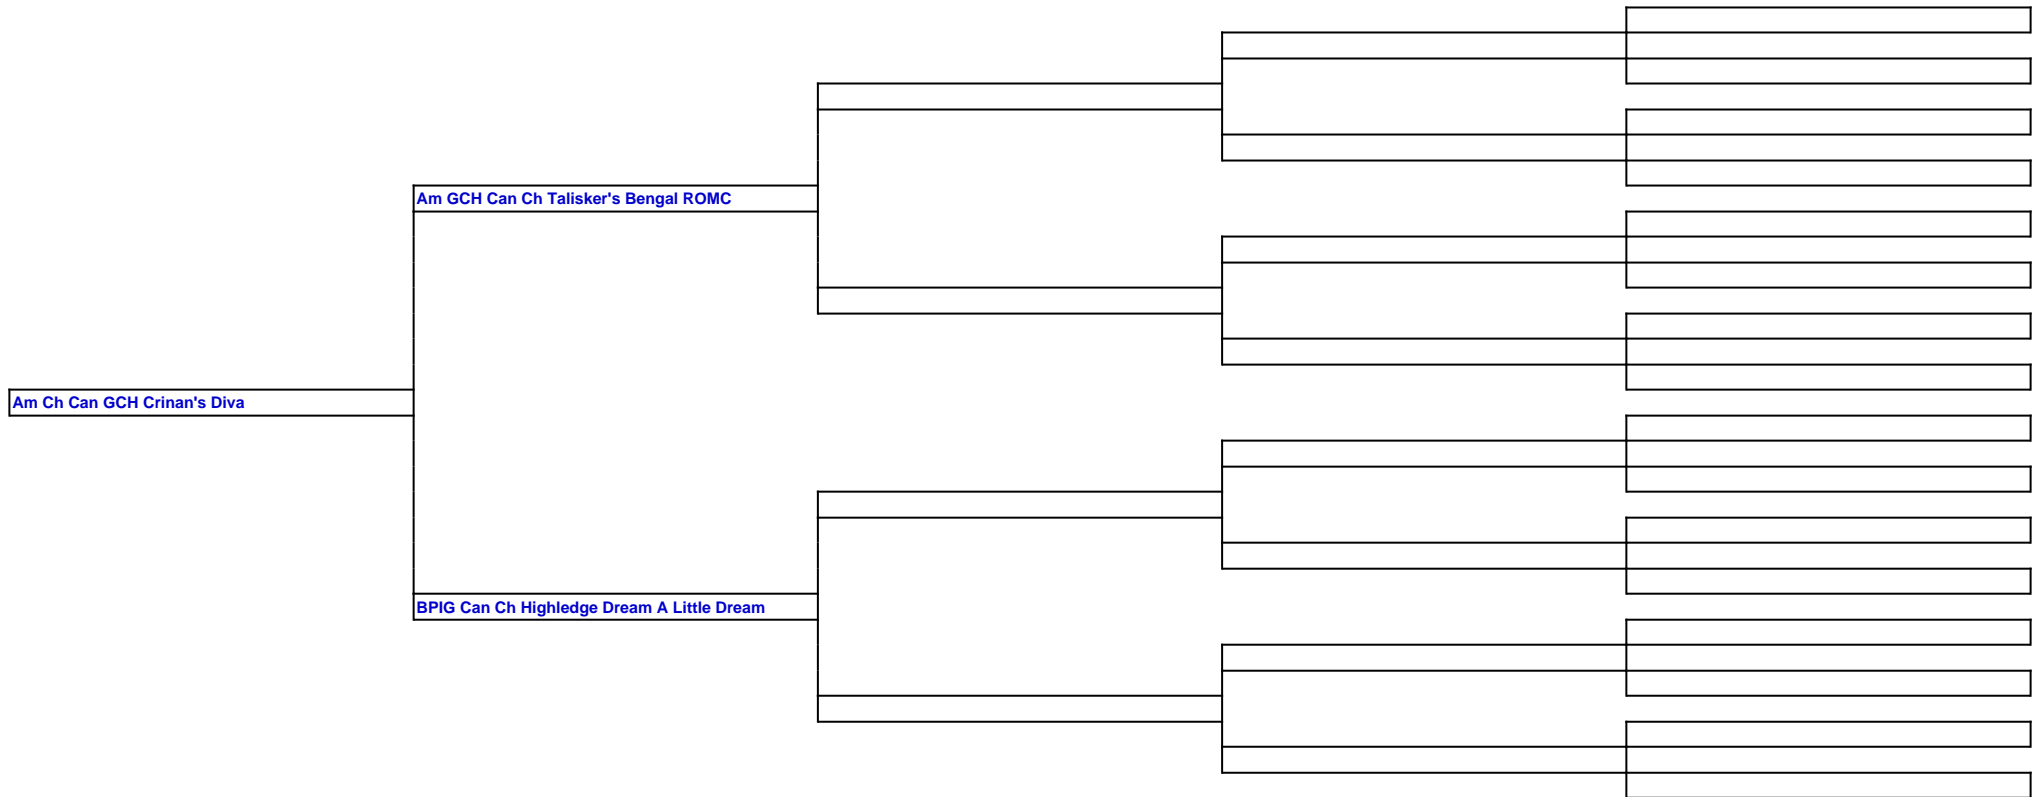 Am GCH Can Ch Talisker's Bengal ROMC
Am Ch Can GCH Crinan's Diva
BPIG Can Ch Highledge Dream A Little Dream